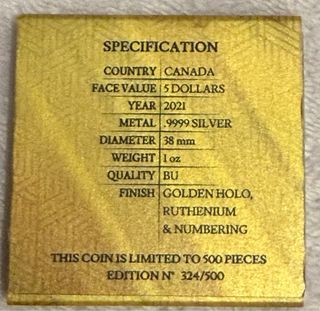 SPECIFICATION
COUNTRY CANADA
FACE VALUE 5 DOLLARS
YEAR 2021
METAL .9999 SILVER
DIAMETER 38 mm
WEIGHT 1 oz
QUALITY BU
FINISH GOLDEN HOLO,
RUTHENIUM
& NUMBERING
THIS COIN IS LIMITED TO 500 PIECES
EDITION N° 324/500